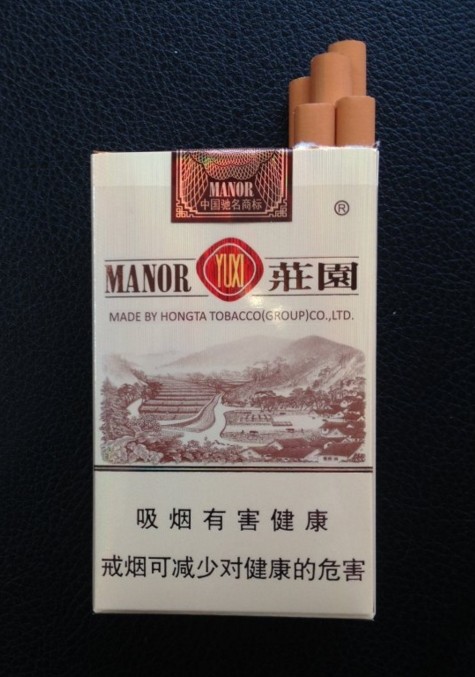 MANOR
中国驰名商标
®
MANOR YUXI 莊園
MADE BY HONGTA TOBACCO(GROUP)CO.,LTD.
吸烟有害健康
戒烟可减少对健康的危害